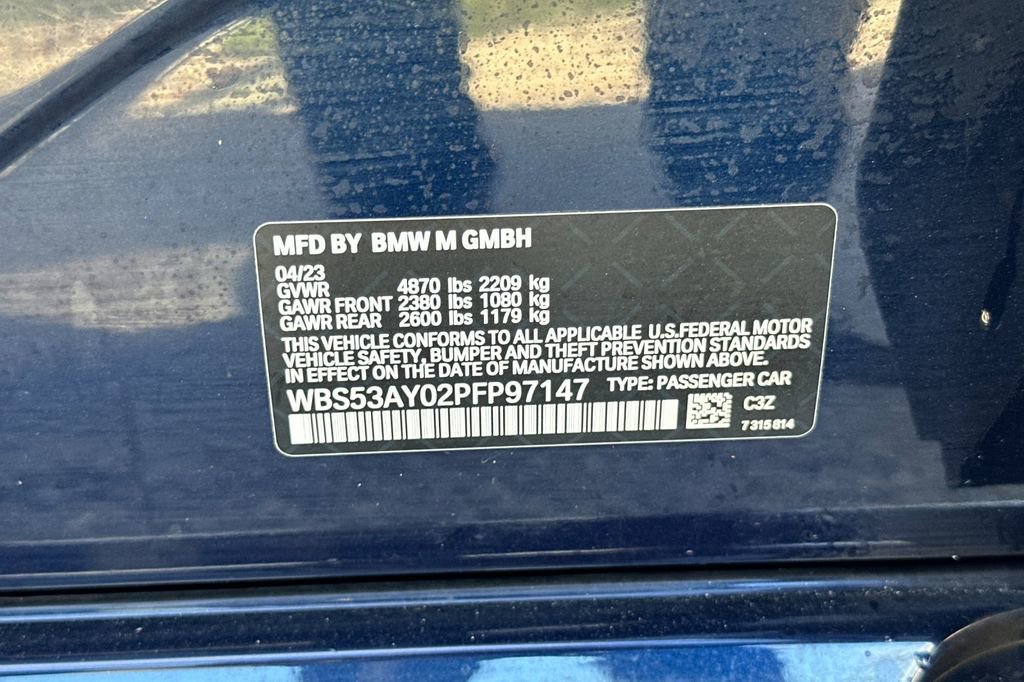 MFD BY BMW M GMBH
04/23
GVWR 4870 lbs 2209 kg
GAWR FRONT 2380 lbs 1080 kg
GAWR REAR 2600 lbs 1179 kg
THIS VEHICLE CONFORMS TO ALL APPLICABLE U.S.FEDERAL MOTOR
VEHICLE SAFETY, BUMPER AND THEFT PREVENTION STANDARDS
IN EFFECT ON THE DATE OF MANUFACTURE SHOWN ABOVE.
WBS53AY02PFP97147 TYPE: PASSENGER CAR
C3Z
7315814